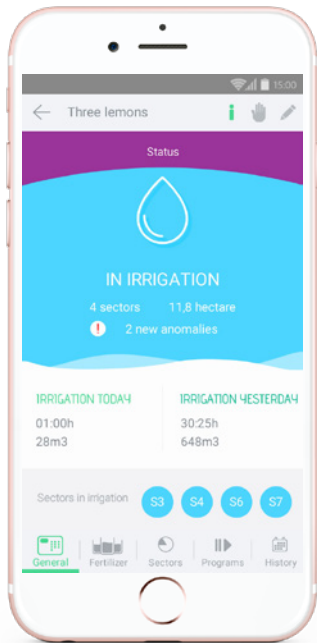 15:00
Three lemons
Status
IN IRRIGATION
4 sectors 11,8 hectare
! 2 new anomalies
IRRIGATION TODAY IRRIGATION YESTERDAY
01:00h 30:25h
28m3 648m3
Sectors in irrigation S3 S4 S6 S7
General Fertilizer Sectors Programs History